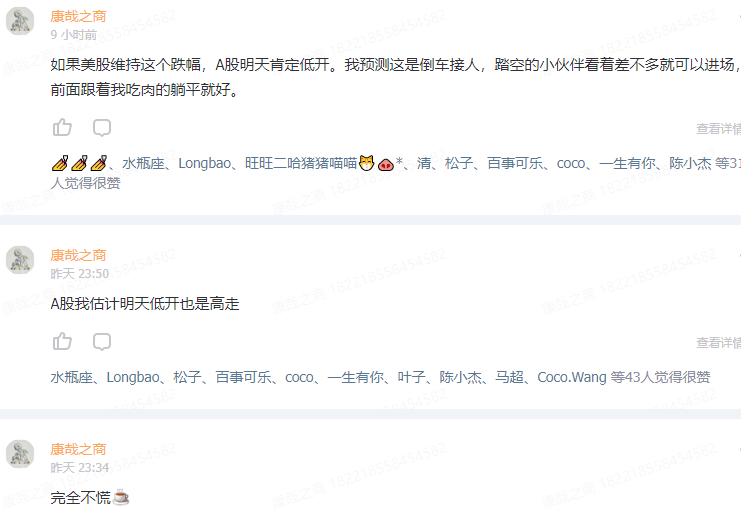 康哉之商
9 小时前
如果美股维持这个跌幅，A股明天肯定低开。我预测这是倒车接人，踏空的小伙伴看着差不多就可以进场，
前面跟着我吃肉的躺平就好。
查看详情
💅💅💅、水瓶座、Longbao、旺旺二哈猪猪喵喵🐱🐽*、清、松子、百事可乐、coco、一生有你、陈小杰 等31
人觉得很赞
康哉之商
昨天 23:50
A股我估计明天低开也是高走
查看详情
水瓶座、Longbao、松子、百事可乐、coco、一生有你、叶子、陈小杰、马超、Coco.Wang 等43人觉得很赞
康哉之商
昨天 23:34
完全不慌☕
康哉之商 182218558454582